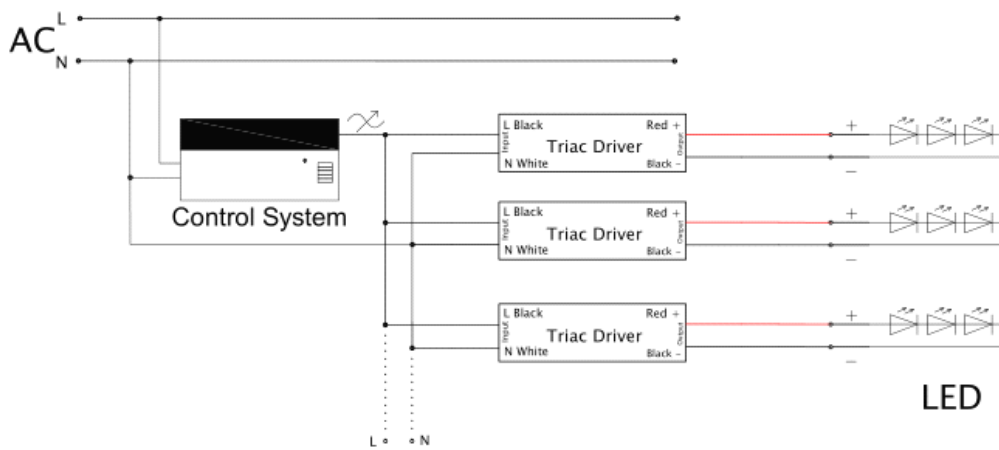 L
AC
N
Control System
L Black
Red +
Input
Triac Driver
Output
N White
Black -
+
-
L Black
Red +
Input
Triac Driver
Output
N White
Black -
+
-
L Black
Red +
Input
Triac Driver
Output
N White
Black -
+
-
LED
L
N